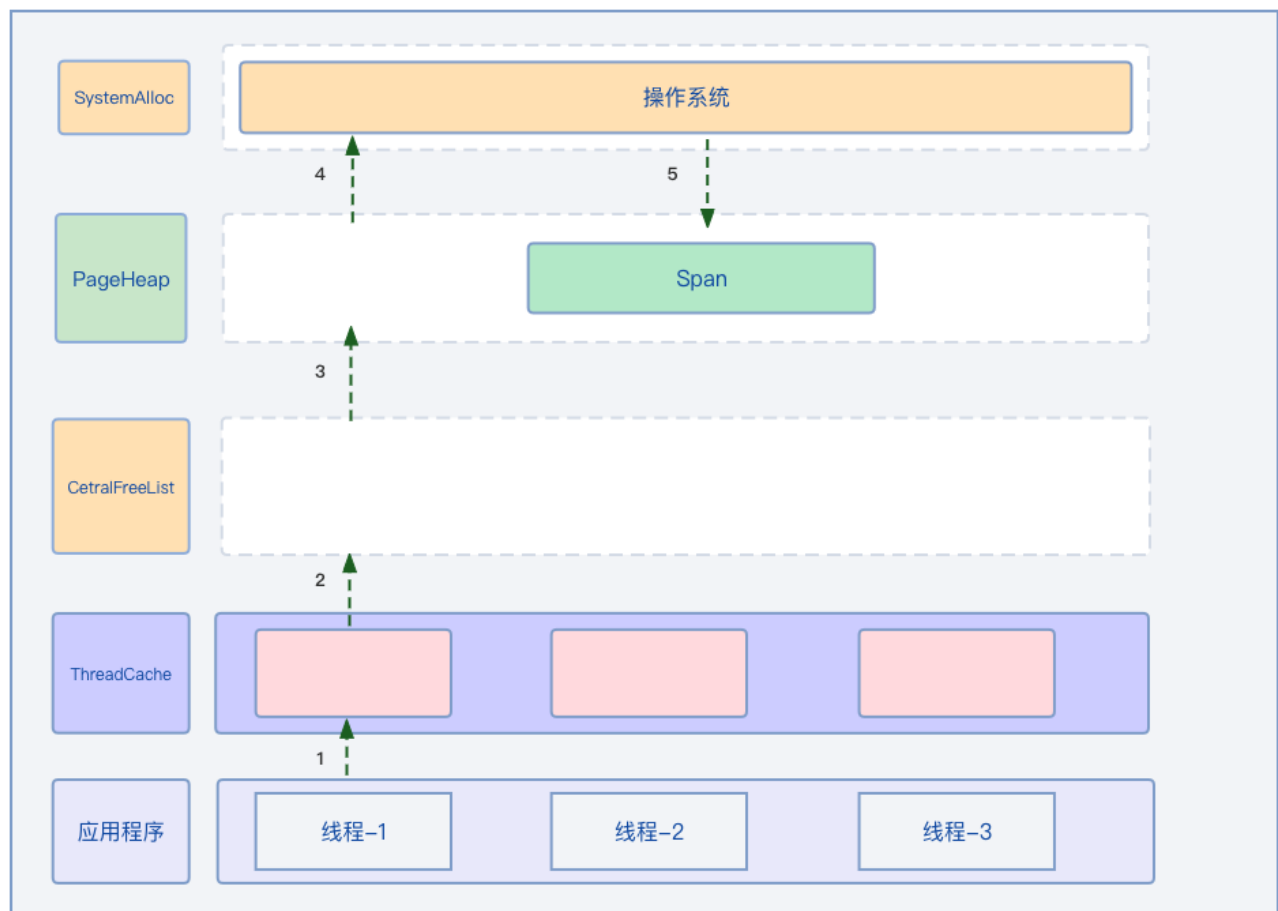 SystemAlloc
操作系统
4
5
PageHeap
Span
3
CetralFreeList
2
ThreadCache
1
应用程序
线程-1
线程-2
线程-3